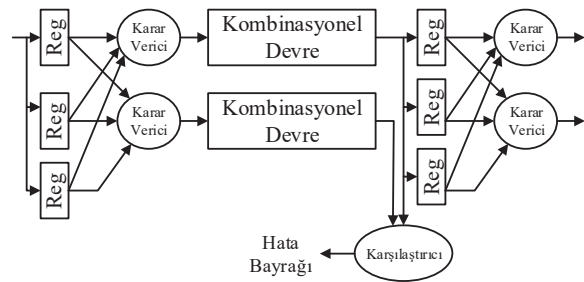 Reg
Karar
Verici
Kombinasyonel
Devre
Reg
Karar
Verici
Reg
Karar
Verici
Kombinasyonel
Devre
Reg
Karar
Verici
Reg
Reg
Hata
Bayrağı
Karşılaştırıcı